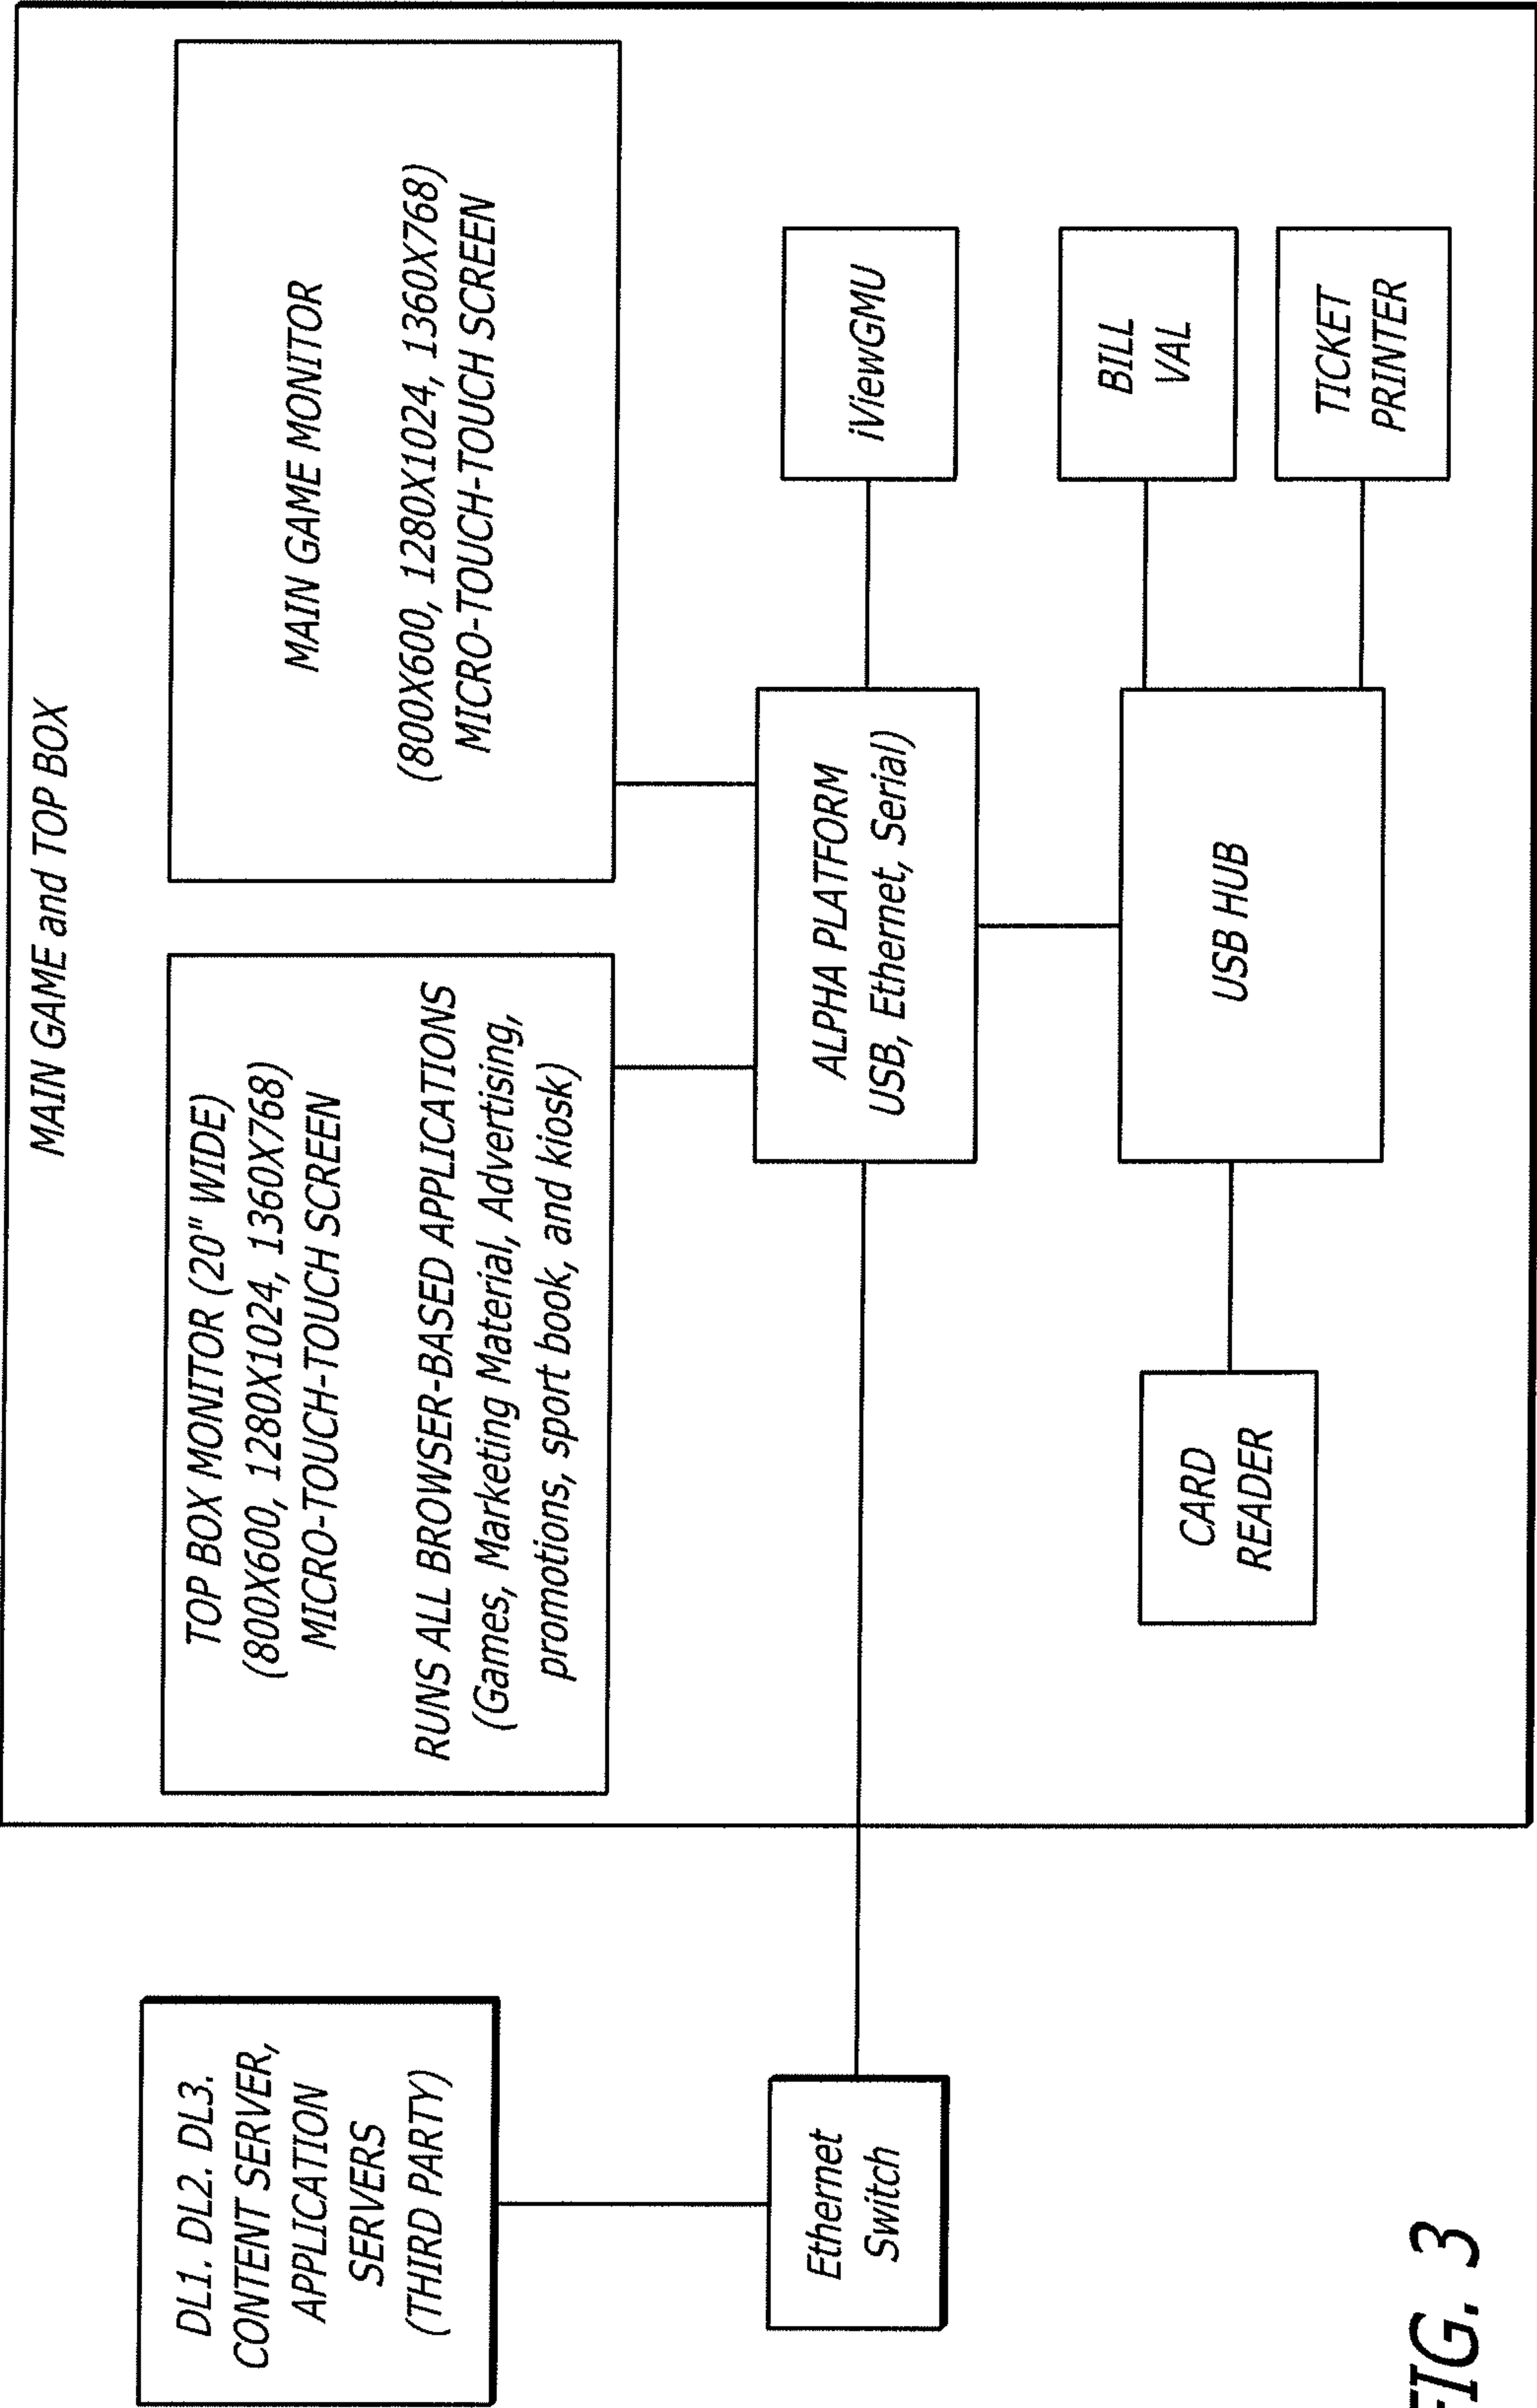 MAIN GAME and TOP BOX
DL1. DL2. DL3.
CONTENT SERVER,
APPLICATION
SERVERS
(THIRD PARTY)
TOP BOX MONITOR (20" WIDE)
(800X600, 1280X1024, 1360X768)
MICRO-TOUCH-TOUCH SCREEN
RUNS ALL BROWSER-BASED APPLICATIONS
(Games, Marketing Material, Advertising,
promotions, sport book, and kiosk)
MAIN GAME MONITOR
(800X600, 1280X1024, 1360X768)
MICRO-TOUCH-TOUCH SCREEN
Ethernet
Switch
ALPHA PLATFORM
USB, Ethernet, Serial)
iViewGMU
CARD
READER
USB HUB
BILL
VAL
TICKET
PRINTER
FIG. 3